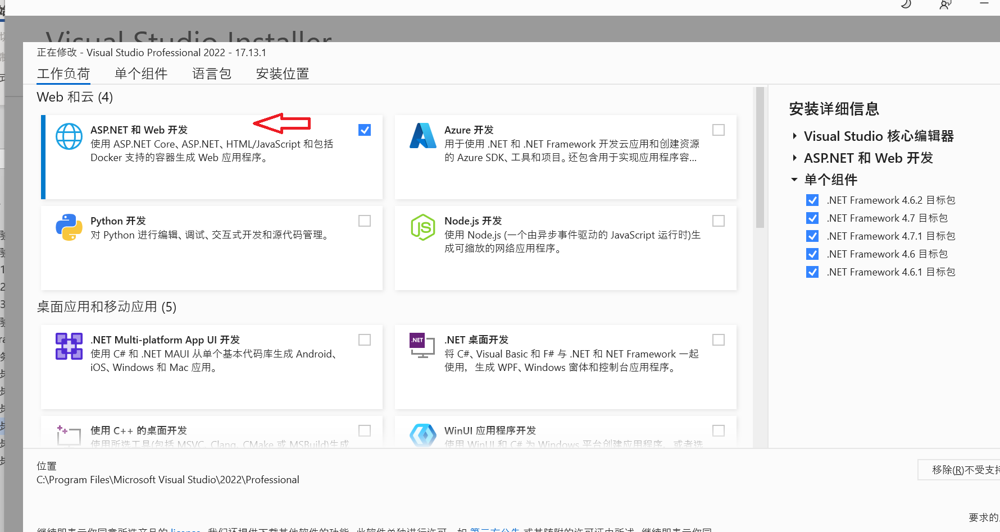 Visual Studio Installer
正在修改 - Visual Studio Professional 2022 - 17.13.1
工作负荷 单个组件 语言包 安装位置
Web 和云 (4)
ASP.NET 和 Web 开发
使用 ASP.NET Core、ASP.NET、HTML/JavaScript 和包括
Docker 支持的容器生成 Web 应用程序。
Azure 开发
用于使用 .NET 和 .NET Framework 开发云应用和创建资源
的 Azure SDK、工具和项目。还包含用于实现应用程序容...
Python 开发
对 Python 进行编辑、调试、交互式开发和源代码管理。
Node.js 开发
使用 Node.js (一个由异步事件驱动的 JavaScript 运行时)生
成可缩放的网络应用程序。
桌面应用和移动应用 (5)
.NET Multi-platform App UI 开发
使用 C# 和 .NET MAUI 从单个基本代码库生成 Android、
iOS、Windows 和 Mac 应用。
.NET
.NET 桌面开发
将 C#、Visual Basic 和 F# 与 .NET 和 .NET Framework 一起
使用，生成 WPF、Windows 窗体和控制台应用程序。
使用 C++ 的桌面开发
使用所选工具(包括 MSVC、Clang、CMake 或 MSBuild)生成
WinUI 应用程序开发
使用 WinUI 和 C# 为 Windows 平台创建应用程序，或者选
安装详细信息
Visual Studio 核心编辑器
ASP.NET 和 Web 开发
单个组件
.NET Framework 4.6.2 目标包
.NET Framework 4.7 目标包
.NET Framework 4.7.1 目标包
.NET Framework 4.6 目标包
.NET Framework 4.6.1 目标包
位置
C:\Program Files\Microsoft Visual Studio\2022\Professional
移除(R)不受支持
要求的
继续即表示你同意所选产品的 license。我们还提供下载其他软件的功能。此软件单独进行许可，如 第三方公告 或其随附的许可证中所述。继续即表示你同